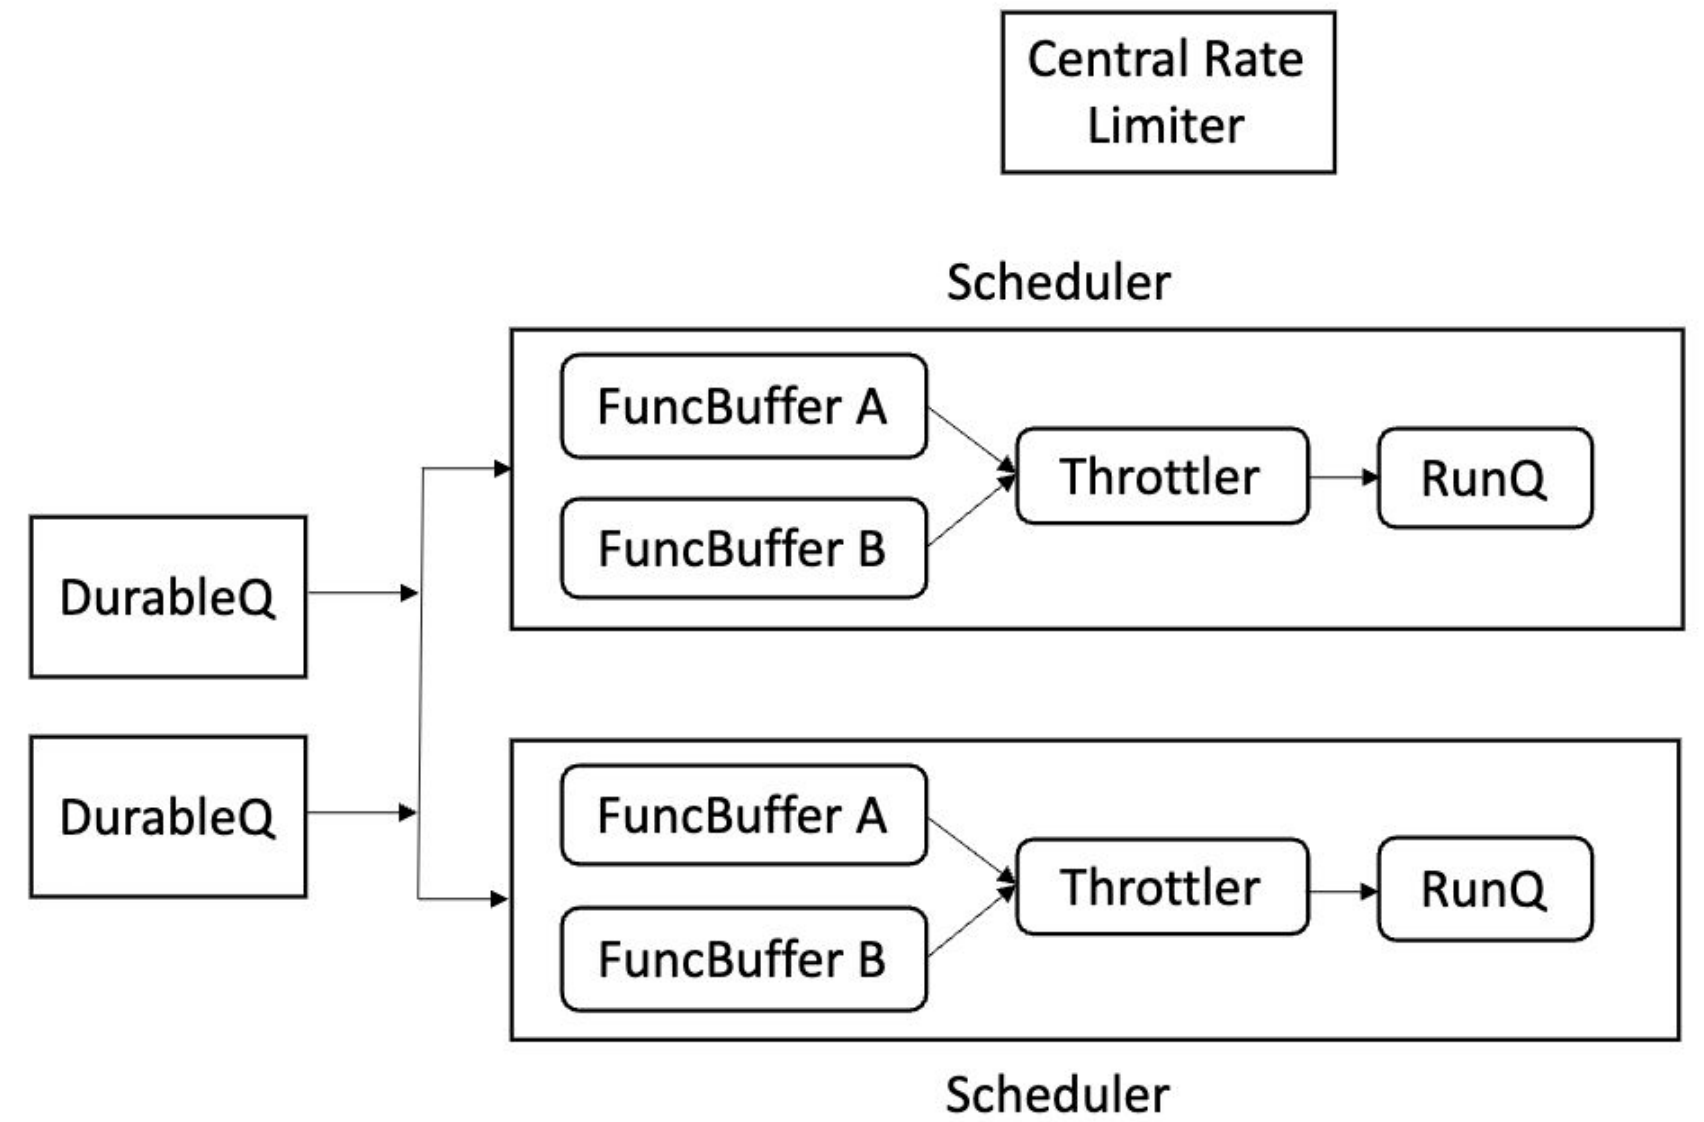 Central Rate
Limiter
Scheduler
FuncBuffer A
FuncBuffer B
Throttler
RunQ
DurableQ
DurableQ
FuncBuffer A
FuncBuffer B
Throttler
RunQ
Scheduler